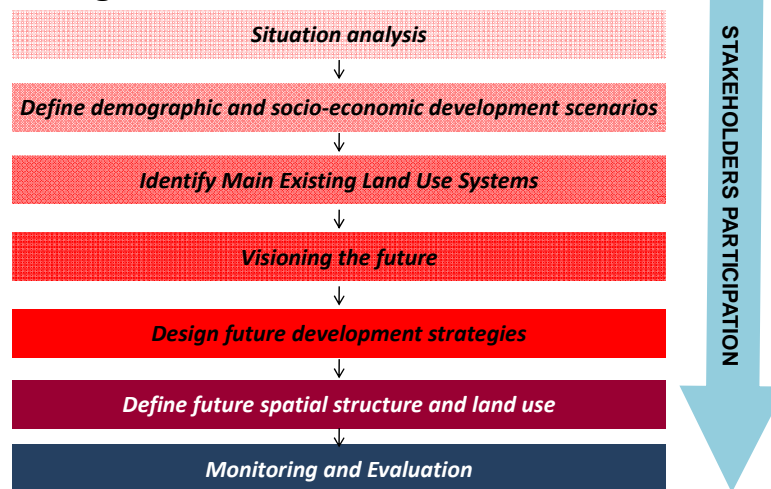 Situation analysis
Define demographic and socio-economic development scenarios
Identify Main Existing Land Use Systems
Visioning the future
Design future development strategies
Define future spatial structure and land use
Monitoring and Evaluation
STAKEHOLDERS PARTICIPATION